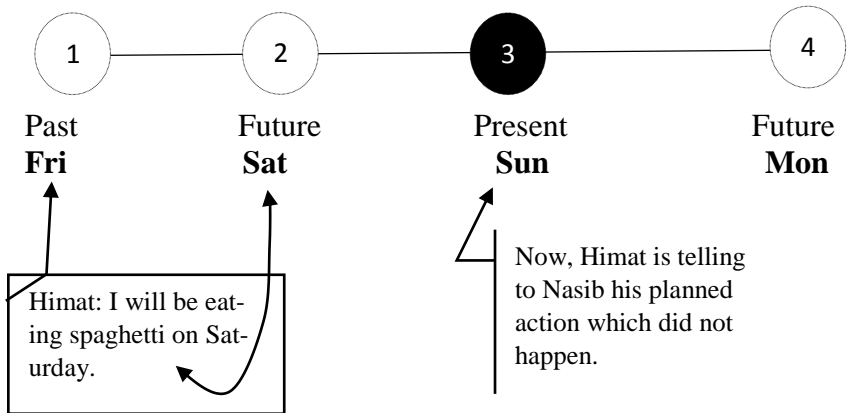 1 2 3 4
Past Future Present Future
Fri Sat Sun Mon
Himat: I will be eat-
ing spaghetti on Sat-
urday.
Now, Himat is telling
to Nasib his planned
action which did not
happen.